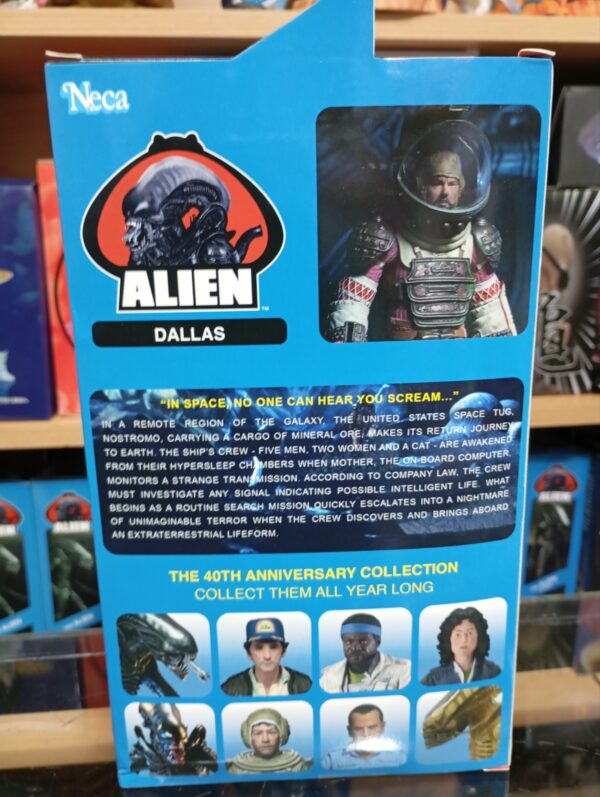 Neca
ALIEN
™
DALLAS
"IN SPACE, NO ONE CAN HEAR YOU SCREAM..."
IN A REMOTE REGION OF THE GALAXY, THE UNITED STATES SPACE TUG,
NOSTROMO, CARRYING A CARGO OF MINERAL ORE, MAKES ITS RETURN JOURNEY
TO EARTH. THE SHIP'S CREW - FIVE MEN, TWO WOMEN AND A CAT - ARE AWAKENED
FROM THEIR HYPERSLEEP CHAMBERS WHEN MOTHER, THE ON-BOARD COMPUTER,
MONITORS A STRANGE TRANSMISSION. ACCORDING TO COMPANY LAW, THE CREW
MUST INVESTIGATE ANY SIGNAL INDICATING POSSIBLE INTELLIGENT LIFE. WHAT
BEGINS AS A ROUTINE SEARCH MISSION QUICKLY ESCALATES INTO A NIGHTMARE
OF UNIMAGINABLE TERROR WHEN THE CREW DISCOVERS AND BRINGS ABOARD
AN EXTRATERRESTRIAL LIFEFORM.
THE 40TH ANNIVERSARY COLLECTION
COLLECT THEM ALL YEAR LONG